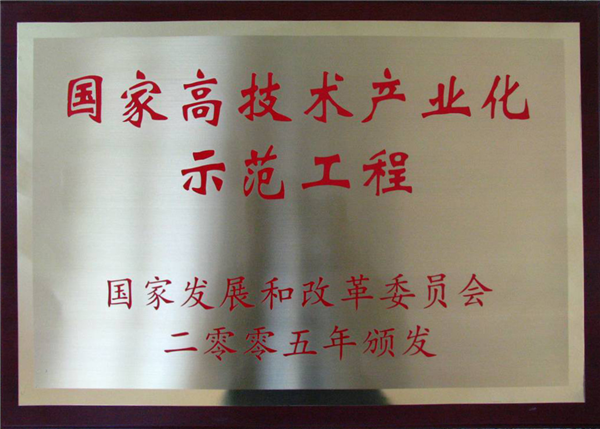 国家高技术产业化
示范工程
国家发展和改革委员会
二零零五年颁发